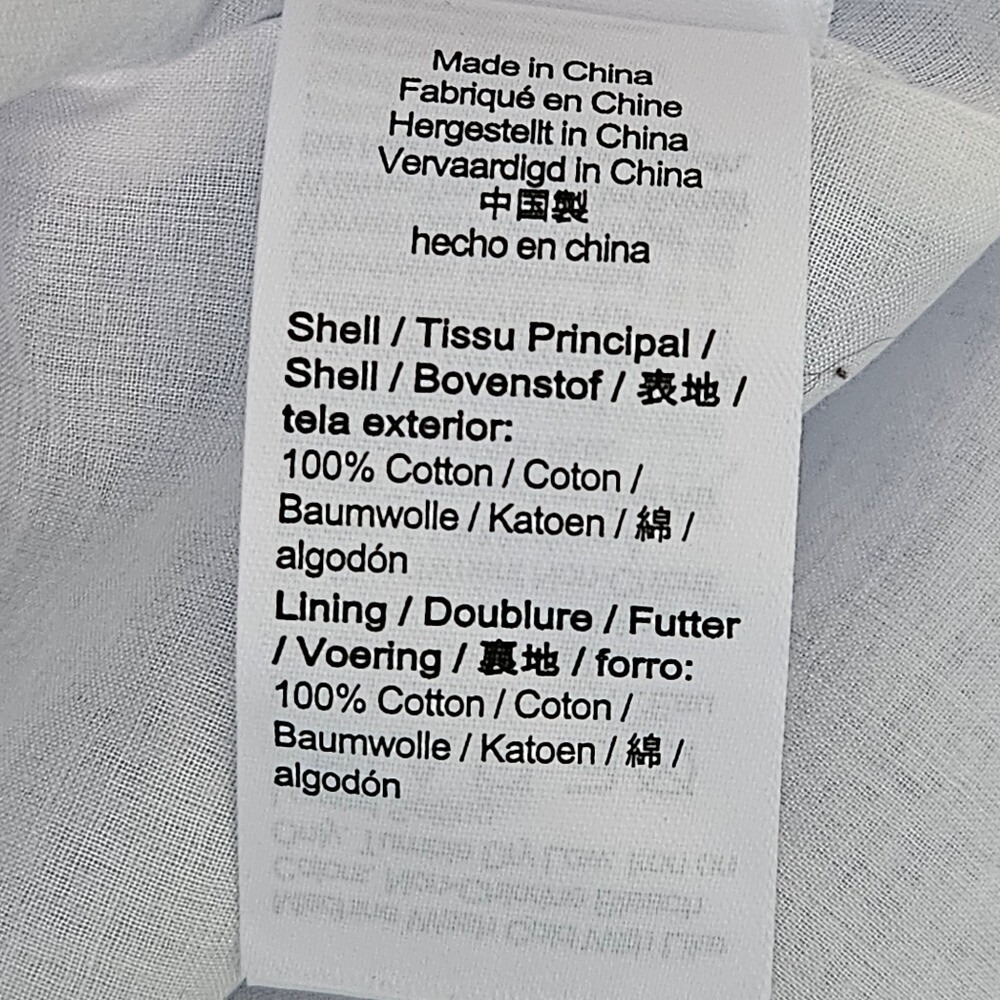 Made in China
Fabriqué en Chine
Hergestellt in China
Vervaardigd in China
中国製
hecho en china
Shell / Tissu Principal /
Shell / Bovenstof / 表地 /
tela exterior:
100% Cotton / Coton /
Baumwolle / Katoen / 綿 /
algodón
Lining / Doublure / Futter
/ Voering / 裏地 / forro:
100% Cotton / Coton /
Baumwolle / Katoen / 綿 /
algodón